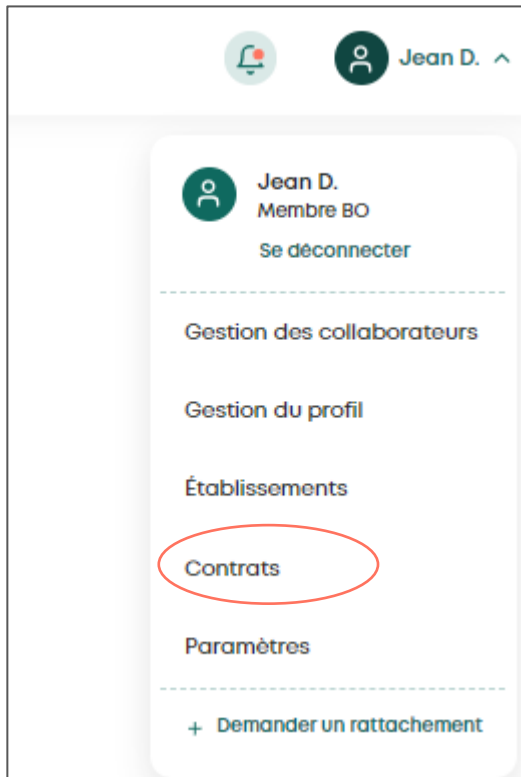 Jean D.
Jean D.
Membre BO
Se déconnecter
Gestion des collaborateurs
Gestion du profil
Établissements
Contrats
Paramètres
+ Demander un rattachement